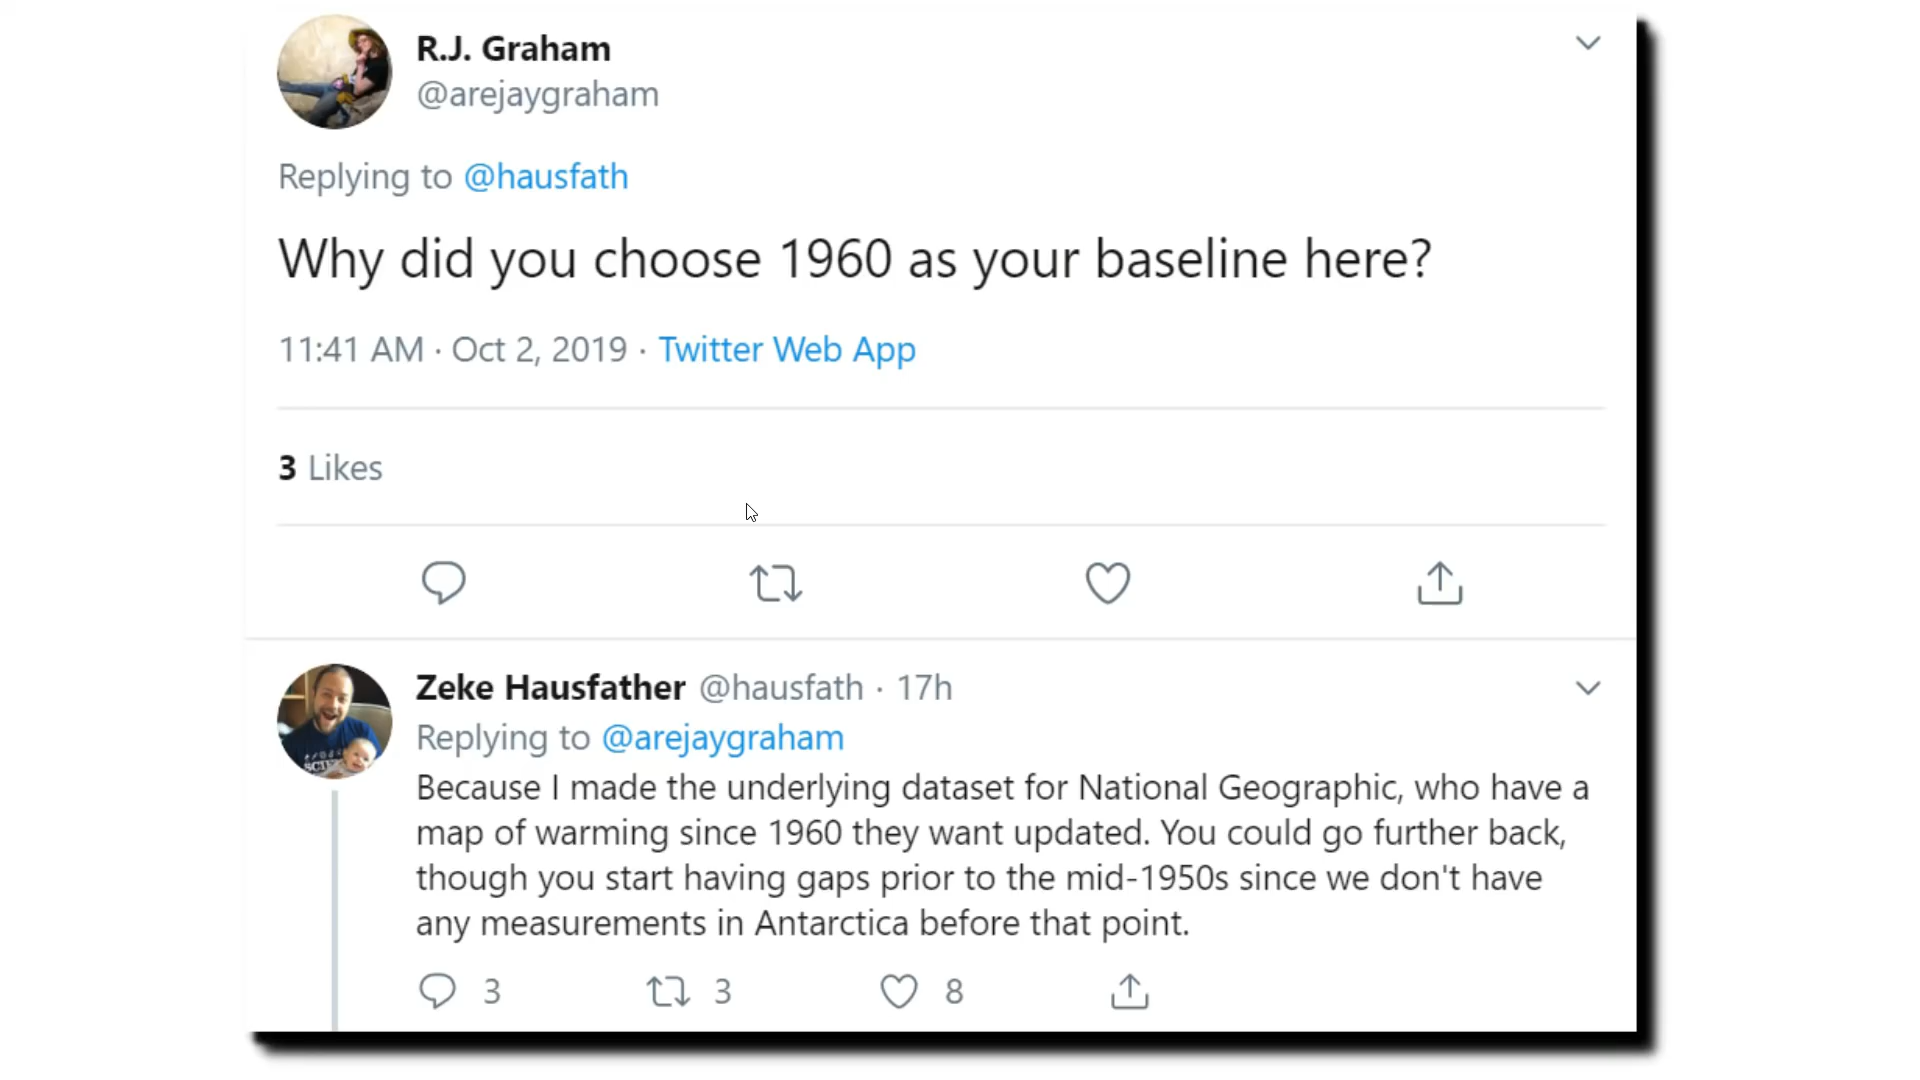 R.J. Graham
@arejaygraham
Replying to @hausfath
Why did you choose 1960 as your baseline here?
11:41 AM · Oct 2, 2019 · Twitter Web App
3 Likes
Zeke Hausfather @hausfath · 17h
Replying to @arejaygraham
Because I made the underlying dataset for National Geographic, who have a
map of warming since 1960 they want updated. You could go further back,
though you start having gaps prior to the mid-1950s since we don't have
any measurements in Antarctica before that point.
3 3 8